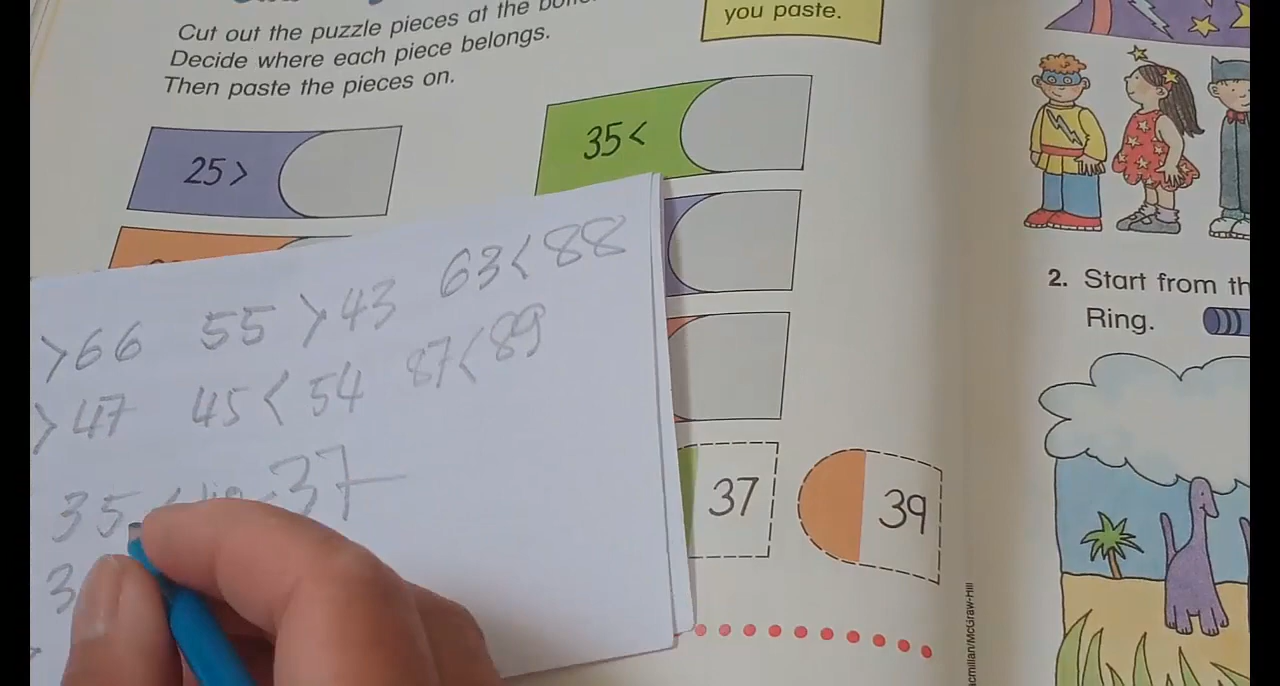 Cut out the puzzle pieces at the
Decide where each piece belongs.
Then paste the pieces on.
you paste.
25 >
35 <
>66 55 > 43 63 < 88
>47 45 < 54 87 < 89
35 < 37
3
37
39
2. Start from
Ring.